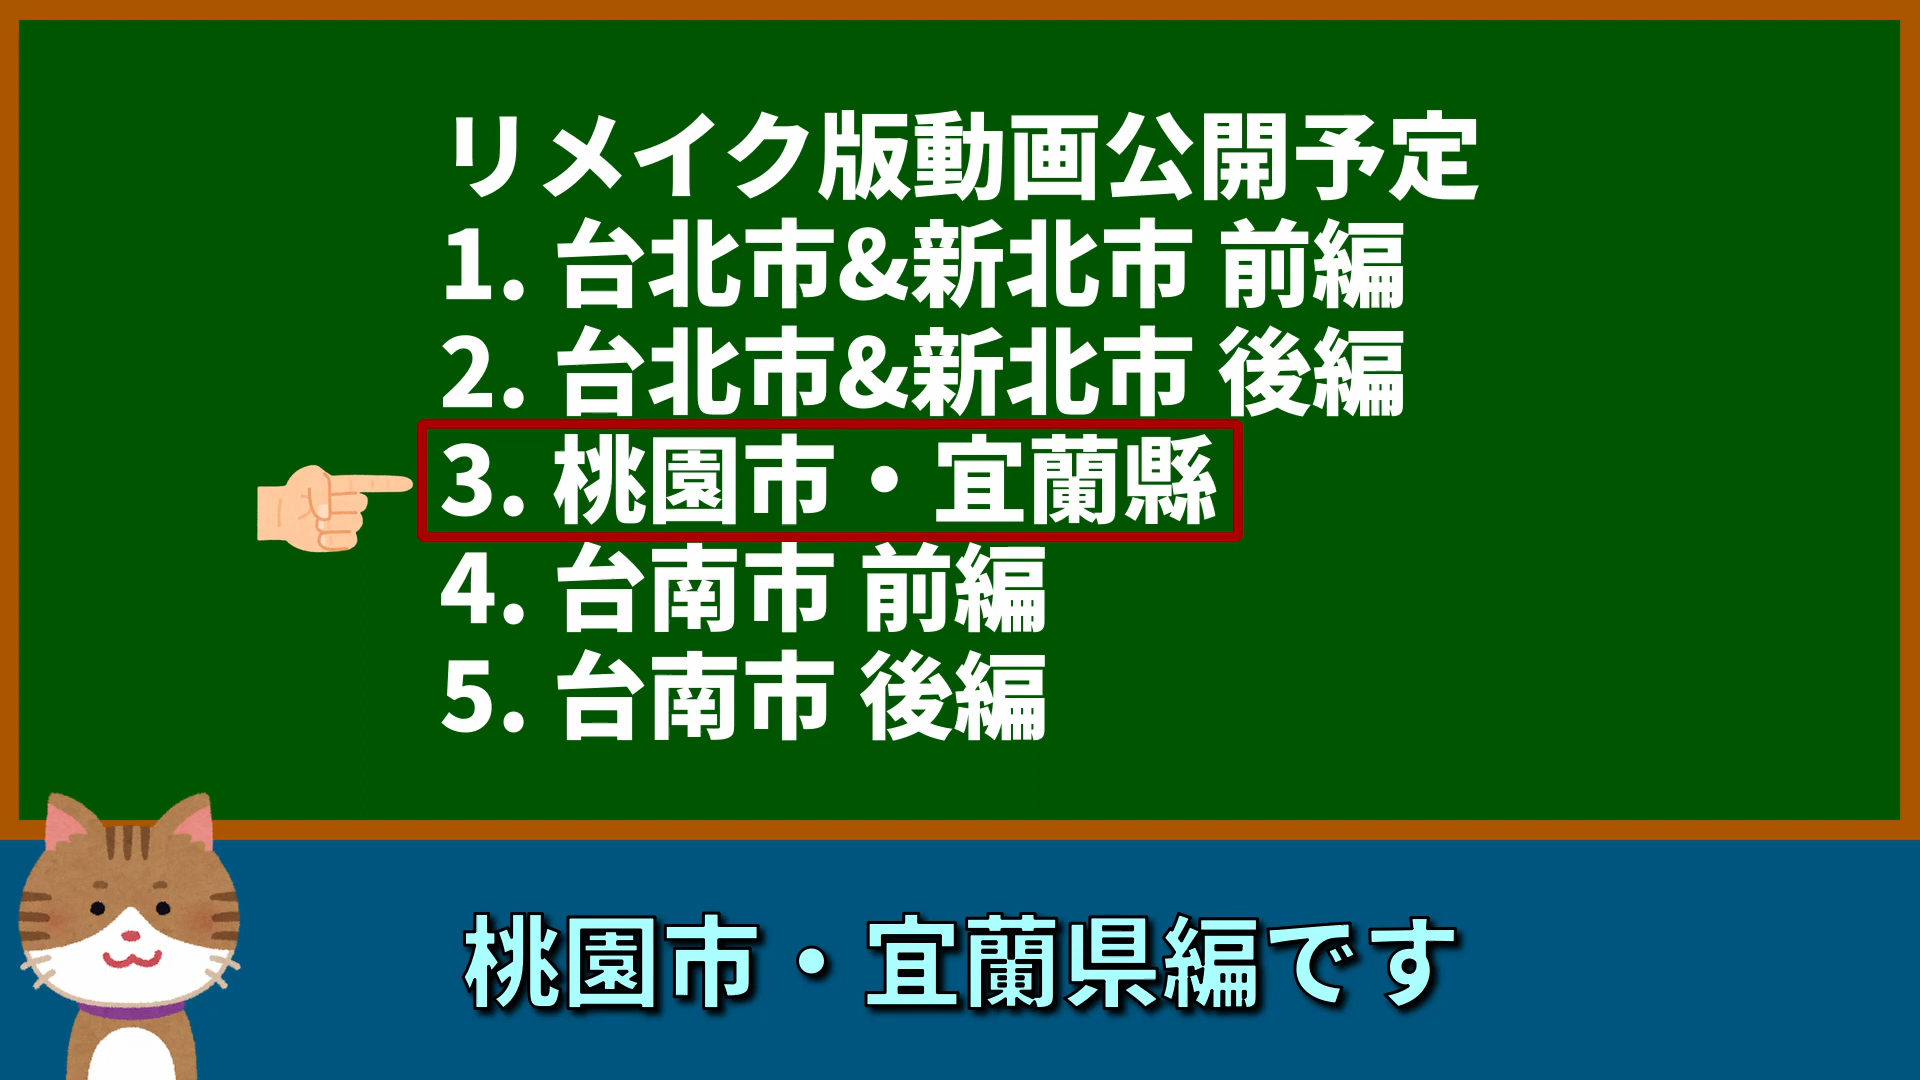 リメイク版動画公開予定
1. 台北市&新北市 前編
2. 台北市&新北市 後編
3. 桃園市・宜蘭縣
4. 台南市 前編
5. 台南市 後編
桃園市・宜蘭県編です